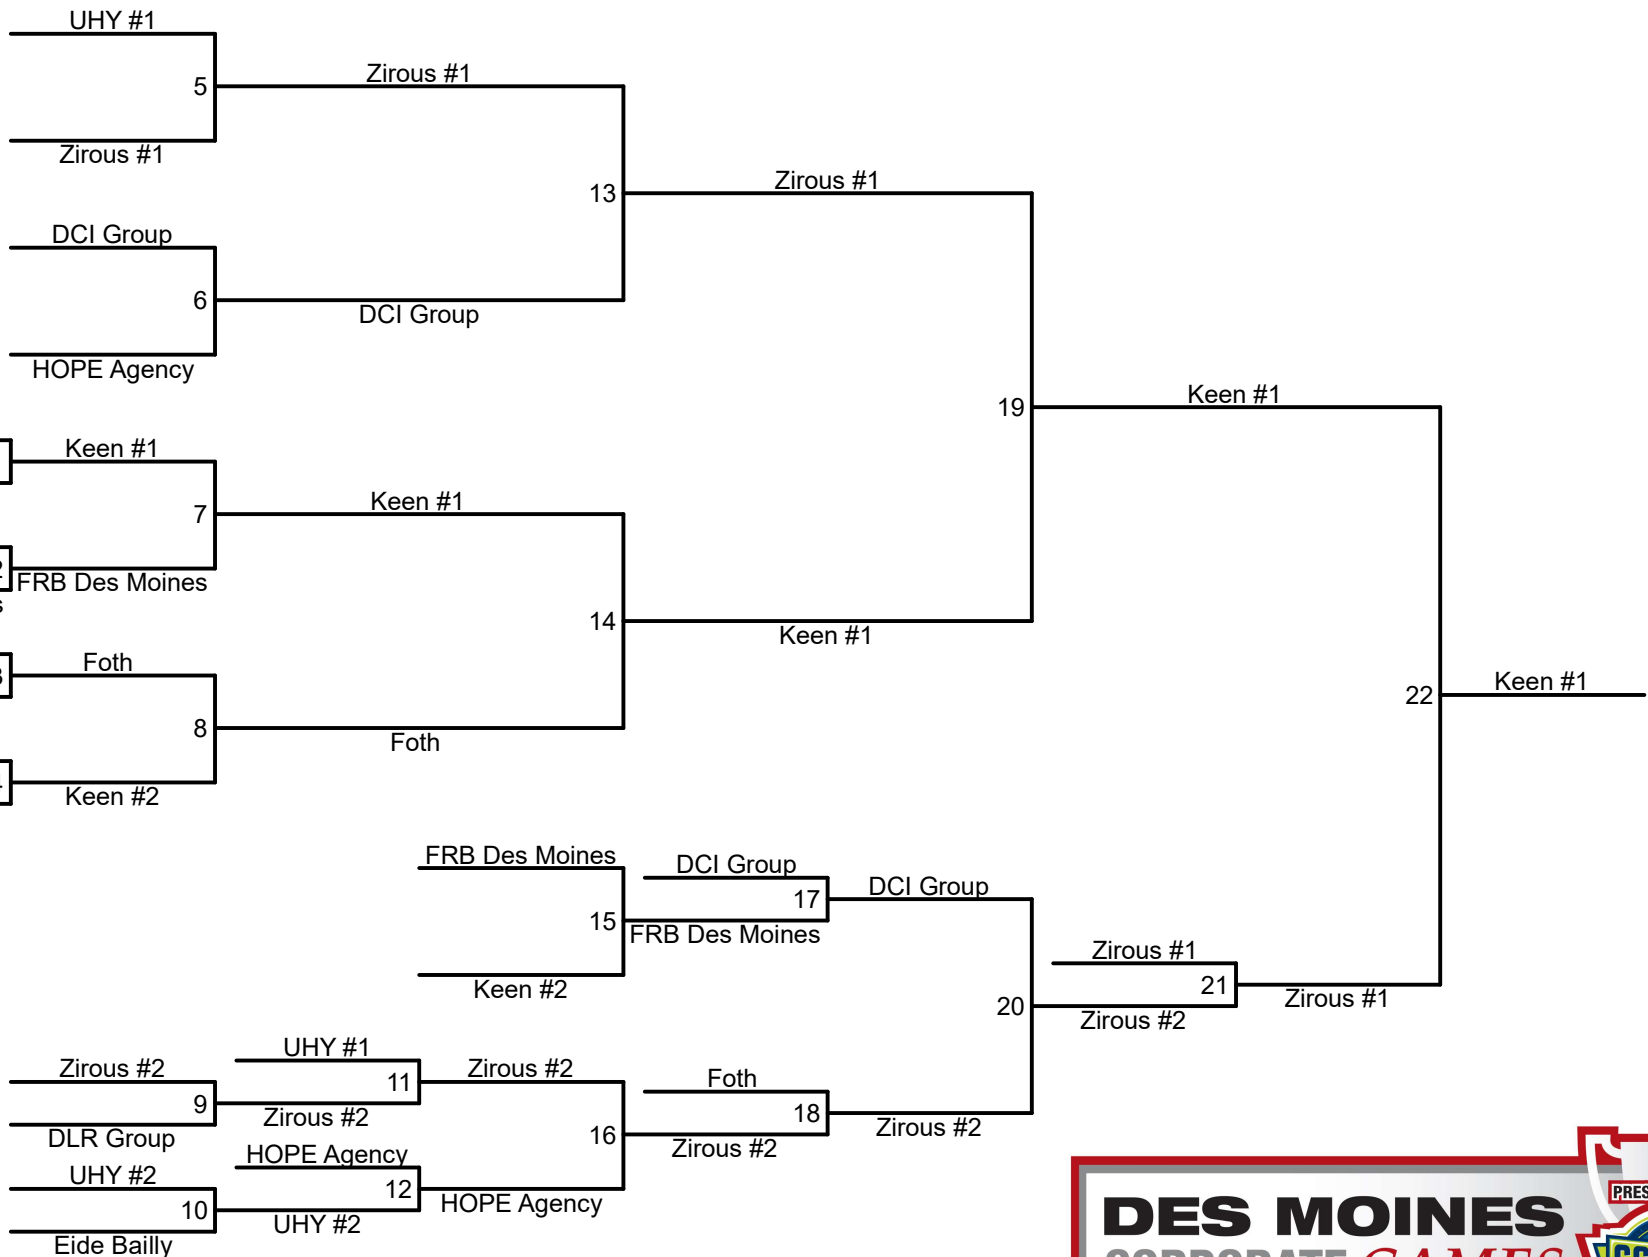 UHY #1
Zirous #1
5
Zirous #1
Zirous #1
13
DCI Group
6
DCI Group
HOPE Agency
Keen #1
19
Keen #1
Keen #1
7
FRB Des Moines
14
Keen #1
Foth
Keen #1
22
8
Foth
Keen #2
FRB Des Moines
DCI Group
DCI Group
17
15
FRB Des Moines
Zirous #1
Keen #2
21
Zirous #1
20
Zirous #2
UHY #1
Zirous #2
Zirous #2
Foth
11
9
Zirous #2
18
Zirous #2
DLR Group
HOPE Agency
16
Zirous #2
UHY #2
12
HOPE Agency
10
UHY #2
Eide Bailly
DES MOINES
CORPORATE GAMES